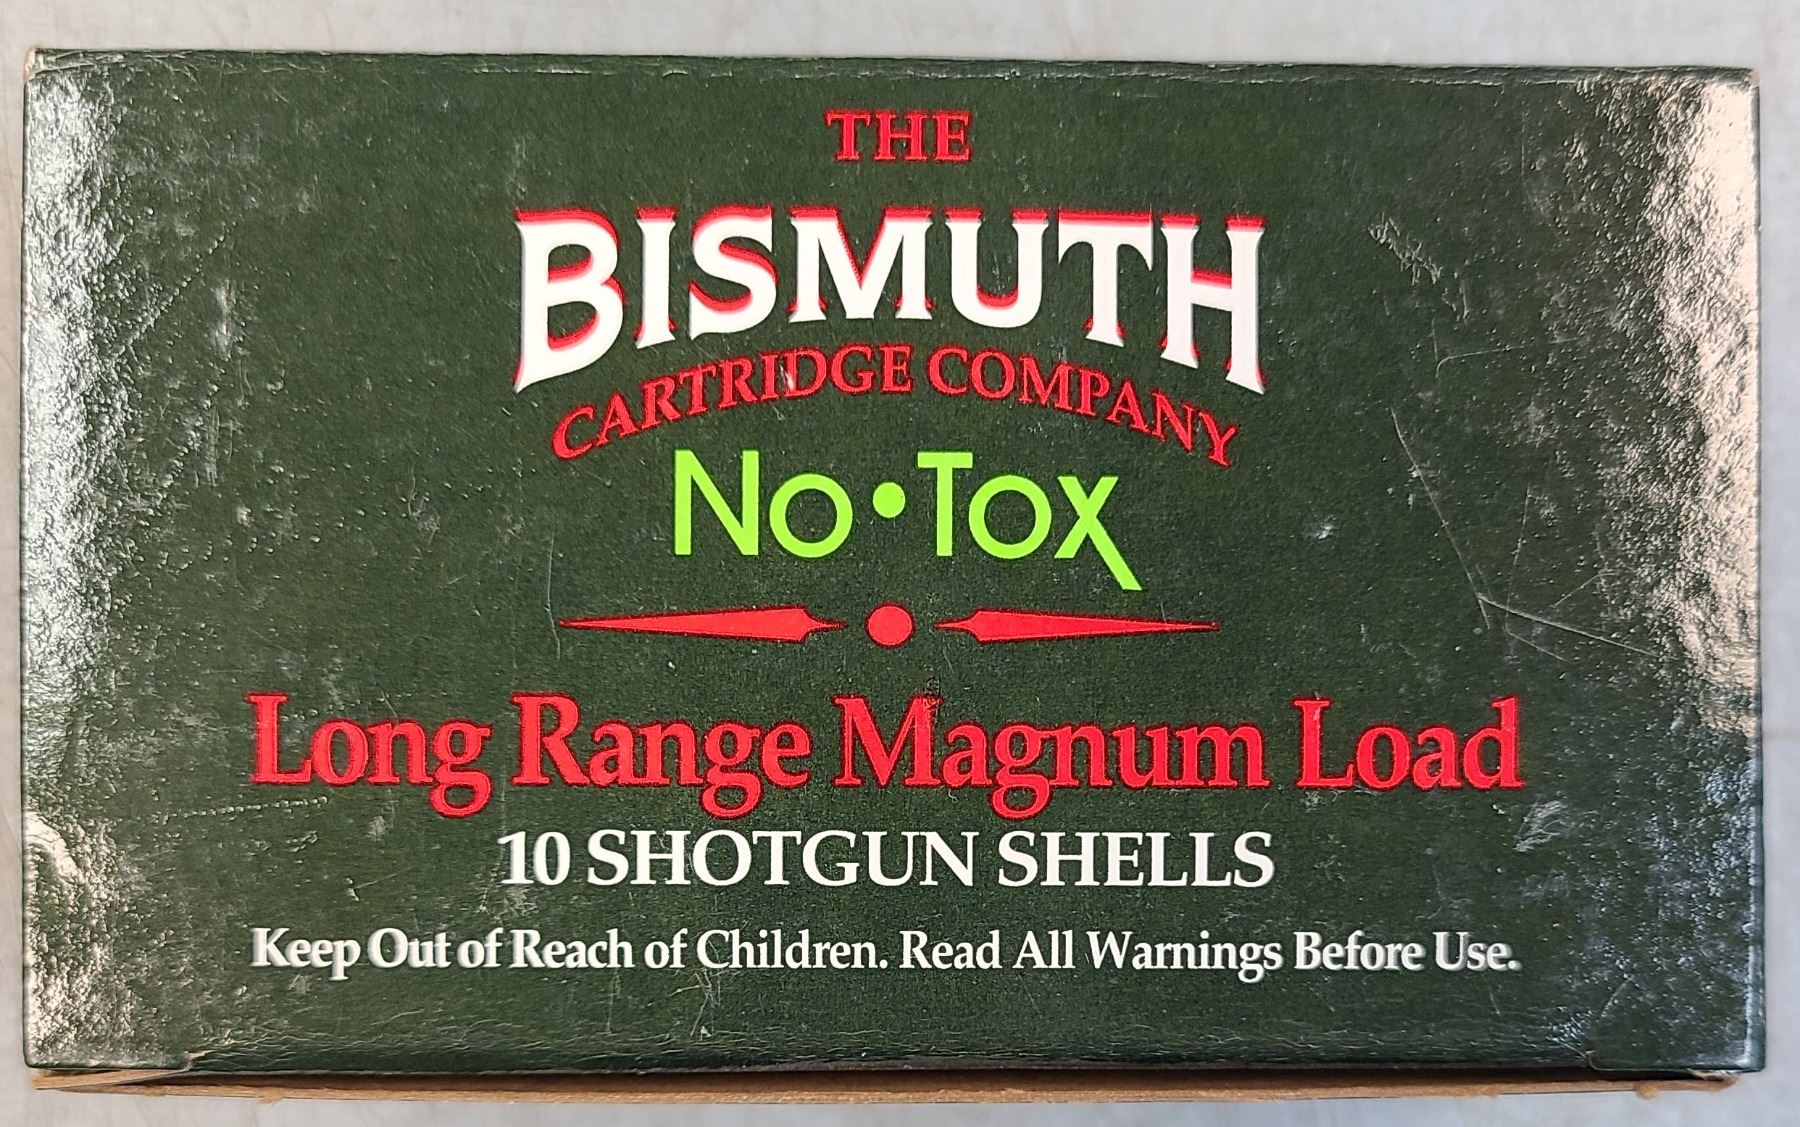 THE
BISMUTH
CARTRIDGE COMPANY
No•Tox
Long Range Magnum Load
10 SHOTGUN SHELLS
Keep Out of Reach of Children. Read All Warnings Before Use.